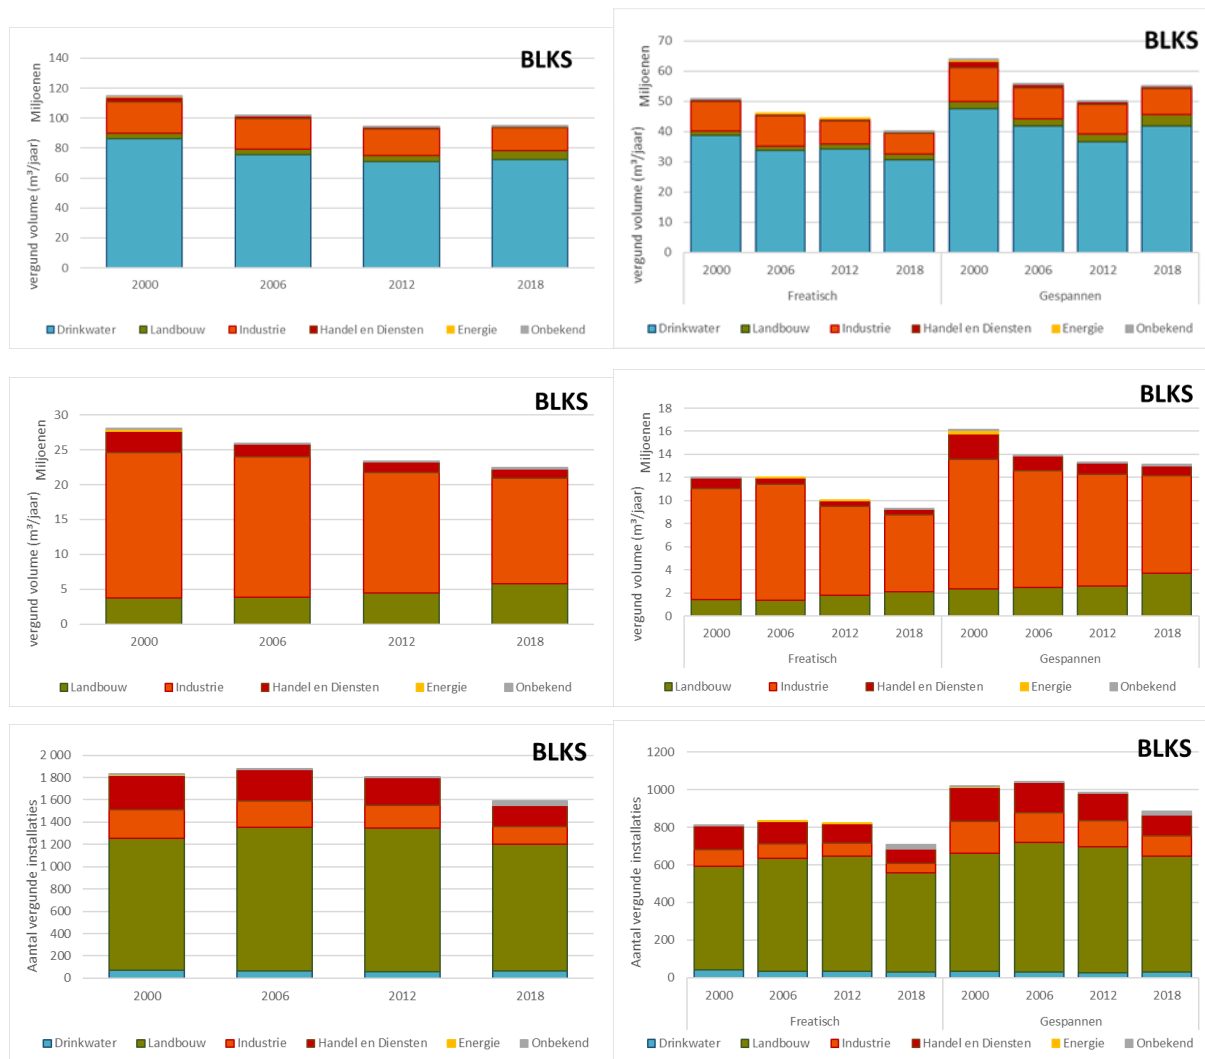 BLKS
vergund volume (m³/jaar) Miljoenen
140
120
100
80
60
40
20
0
2000 2006 2012 2018
Drinkwater Landbouw Industrie Handel en Diensten Energie Onbekend
BLKS
vergund volume (m³/jaar) Miljoenen
70
60
50
40
30
20
10
0
2000 2006 2012 2018 2000 2006 2012 2018
Freatisch Gespannen
Drinkwater Landbouw Industrie Handel en Diensten Energie Onbekend
BLKS
vergund volume (m³/jaar) Miljoenen
30
25
20
15
10
5
0
2000 2006 2012 2018
Landbouw Industrie Handel en Diensten Energie Onbekend
BLKS
vergund volume (m³/jaar) Miljoenen
18
16
14
12
10
8
6
4
2
0
2000 2006 2012 2018 2000 2006 2012 2018
Freatisch Gespannen
Landbouw Industrie Handel en Diensten Energie Onbekend
BLKS
Aantal vergunde installaties
2 000
1 800
1 600
1 400
1 200
1 000
800
600
400
200
0
2000 2006 2012 2018
Drinkwater Landbouw Industrie Handel en Diensten Energie Onbekend
BLKS
Aantal vergunde installaties
1200
1000
800
600
400
200
0
2000 2006 2012 2018 2000 2006 2012 2018
Freatisch Gespannen
Drinkwater Landbouw Industrie Handel en Diensten Energie Onbekend